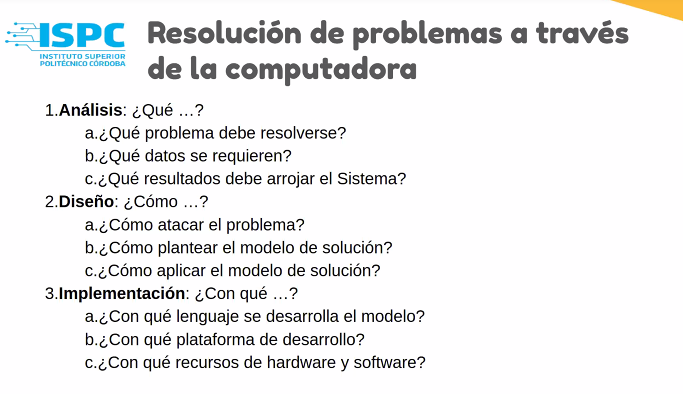 ISPC
INSTITUTO SUPERIOR
POLITÉCNICO CÓRDOBA
Resolución de problemas a través
de la computadora
1.Análisis: ¿Qué …?
a.¿Qué problema debe resolverse?
b.¿Qué datos se requieren?
c.¿Qué resultados debe arrojar el Sistema?
2.Diseño: ¿Cómo …?
a.¿Cómo atacar el problema?
b.¿Cómo plantear el modelo de solución?
c.¿Cómo aplicar el modelo de solución?
3.Implementación: ¿Con qué …?
a.¿Con qué lenguaje se desarrolla el modelo?
b.¿Con qué plataforma de desarrollo?
c.¿Con qué recursos de hardware y software?